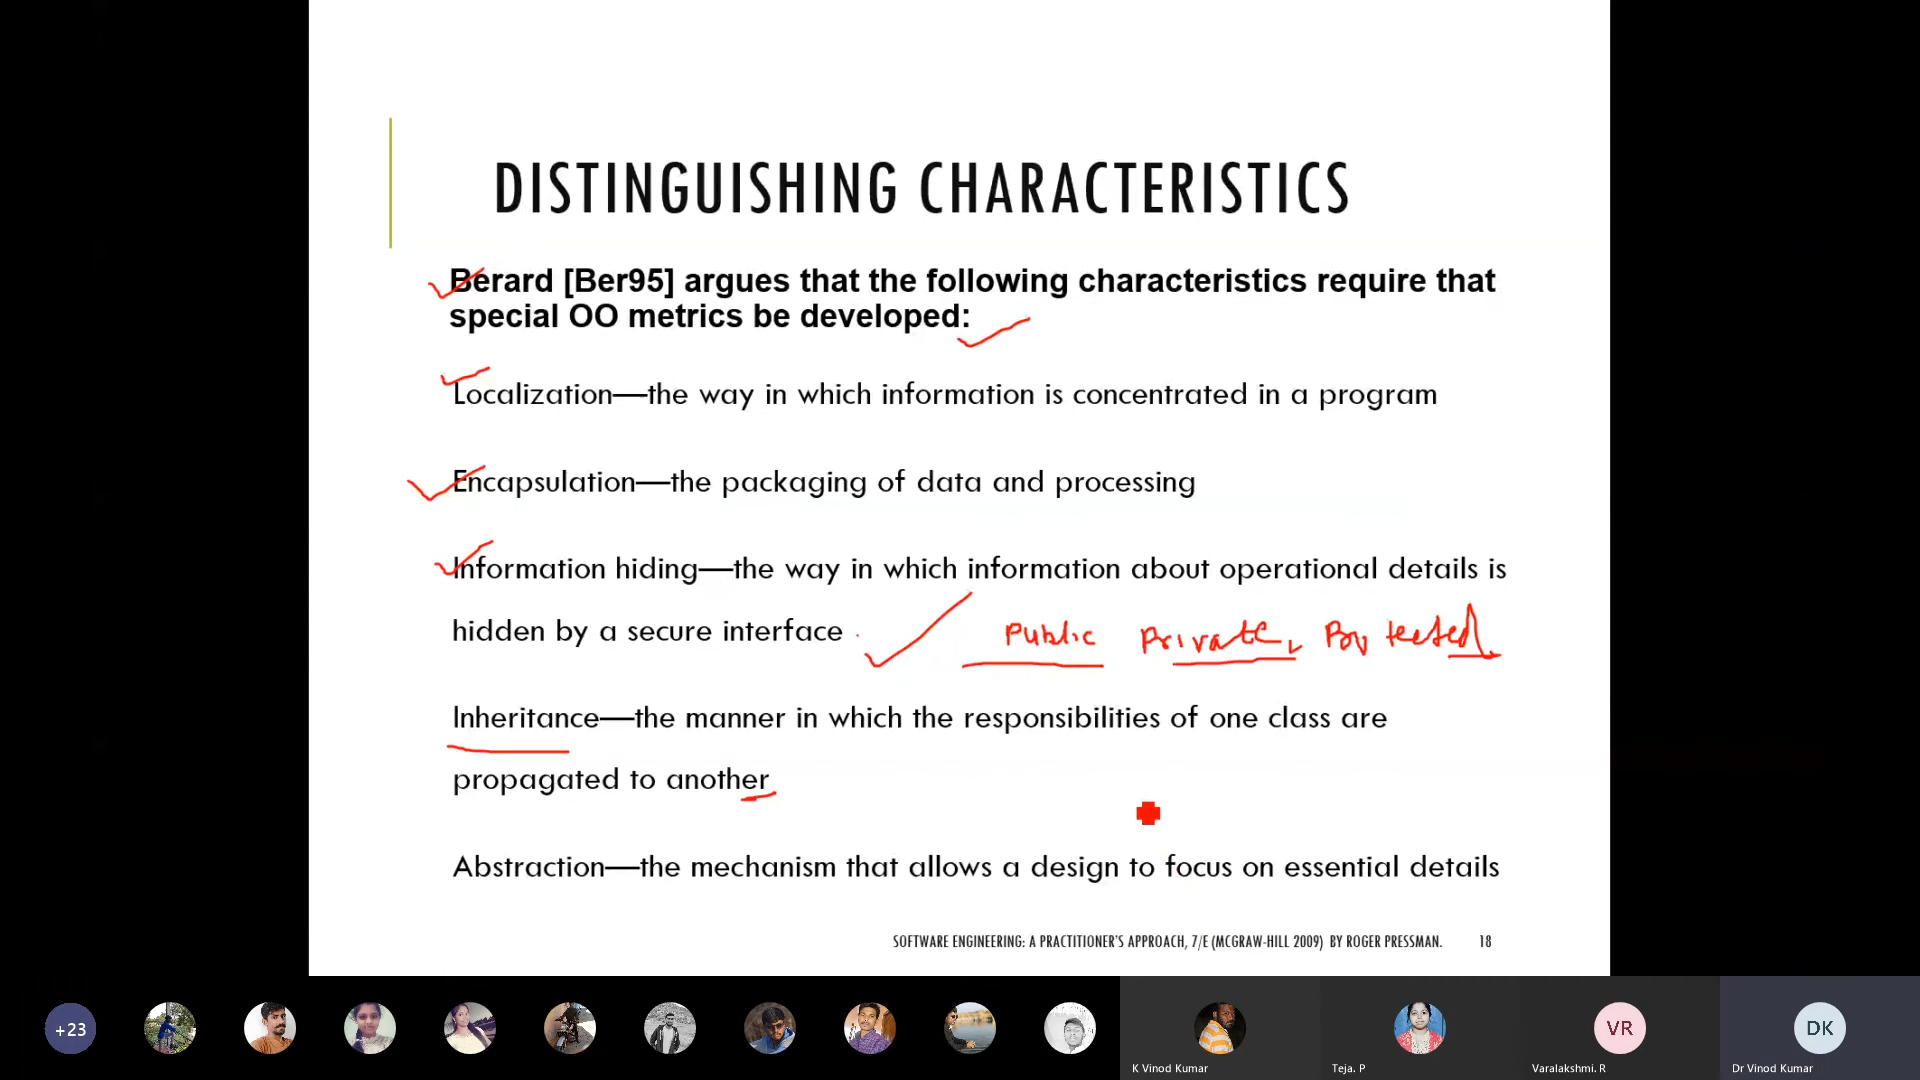 DISTINGUISHING CHARACTERISTICS
Berard [Ber95] argues that the following characteristics require that
special OO metrics be developed:
Localization—the way in which information is concentrated in a program
Encapsulation—the packaging of data and processing
Information hiding—the way in which information about operational details is
hidden by a secure interface
Public Private,
Inheritance—the manner in which the responsibilities of one class are
propagated to another
Abstraction—the mechanism that allows a design to focus on essential details
SOFTWARE ENGINEERING: A PRACTITIONER'S APPROACH, 7/E (MCGRAW-HILL 2009) BY ROGER PRESSMAN. 18
+23
VR
DK
K Vinod Kumar
Teja. P
Varalakshmi. R
Dr Vinod Kumar